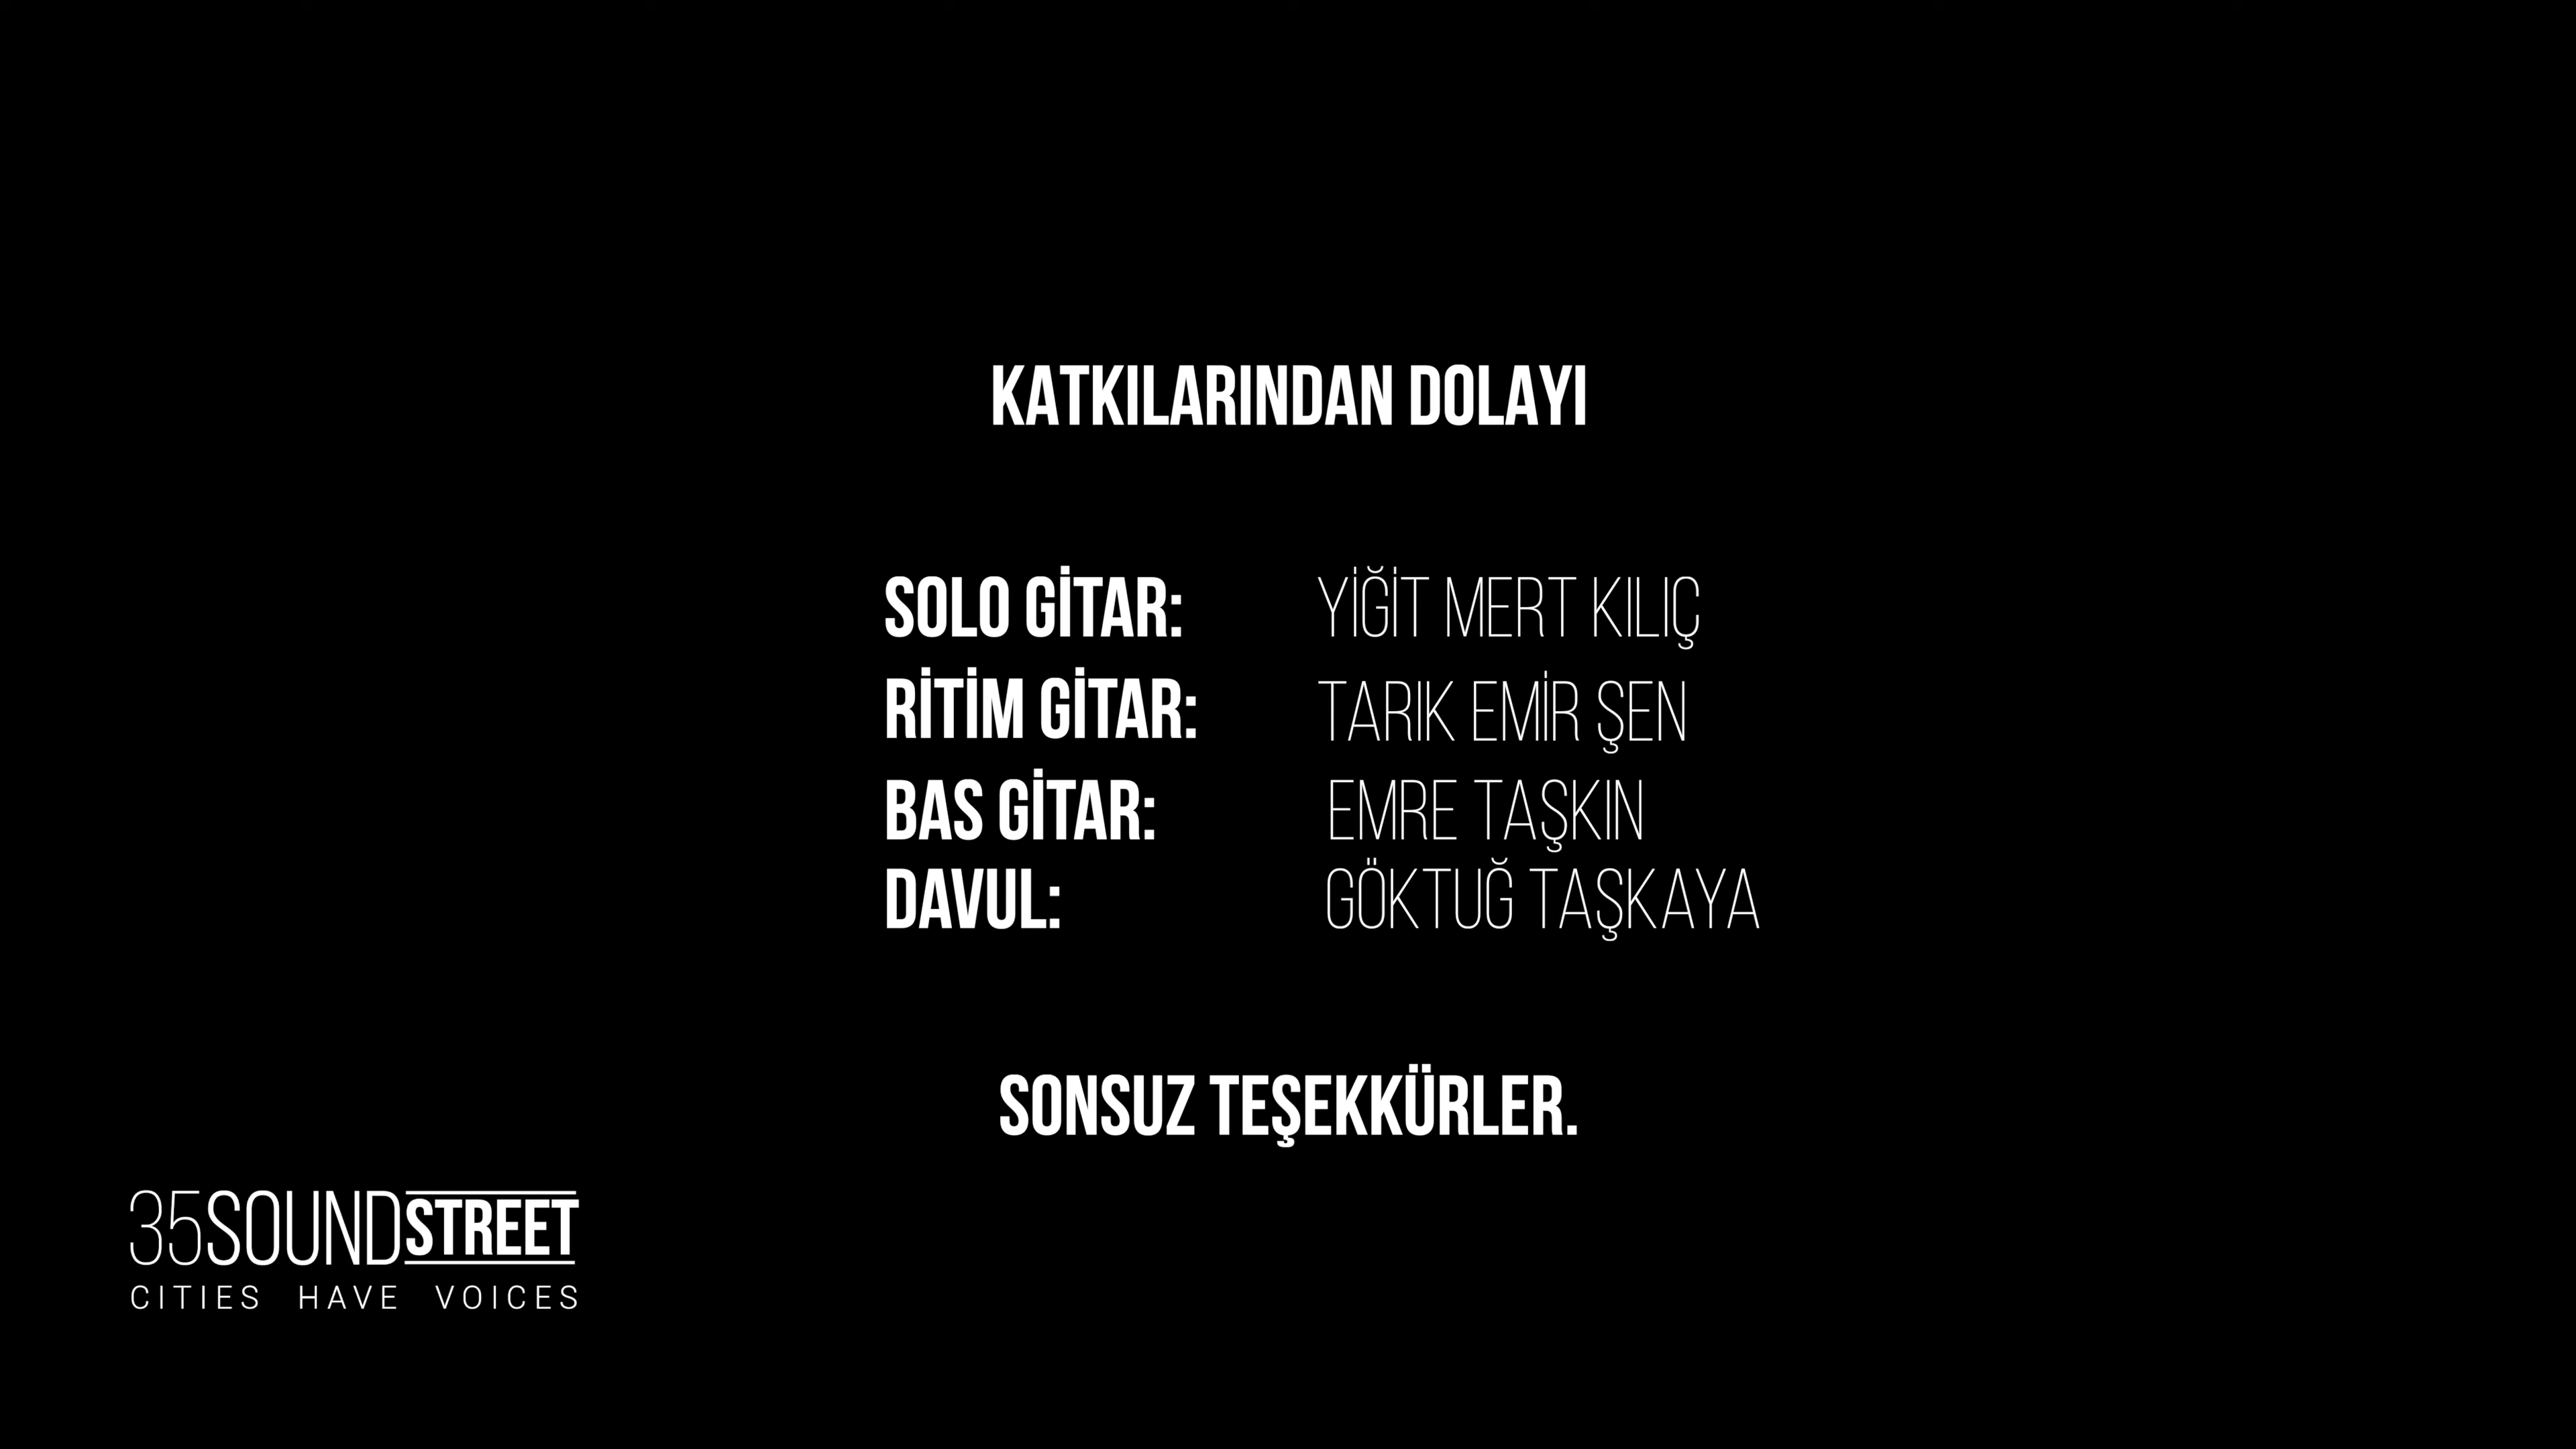 KATKILARINDAN DOLAYI
SOLO GİTAR: YİĞİT MERT KILIÇ
RİTİM GİTAR: TARIK EMİR ŞEN
BAS GİTAR: EMRE TAŞKIN
DAVUL: GÖKTUĞ TAŞKAYA
SONSUZ TEŞEKKÜRLER.
35SOUNDSTREET
CITIES HAVE VOICES